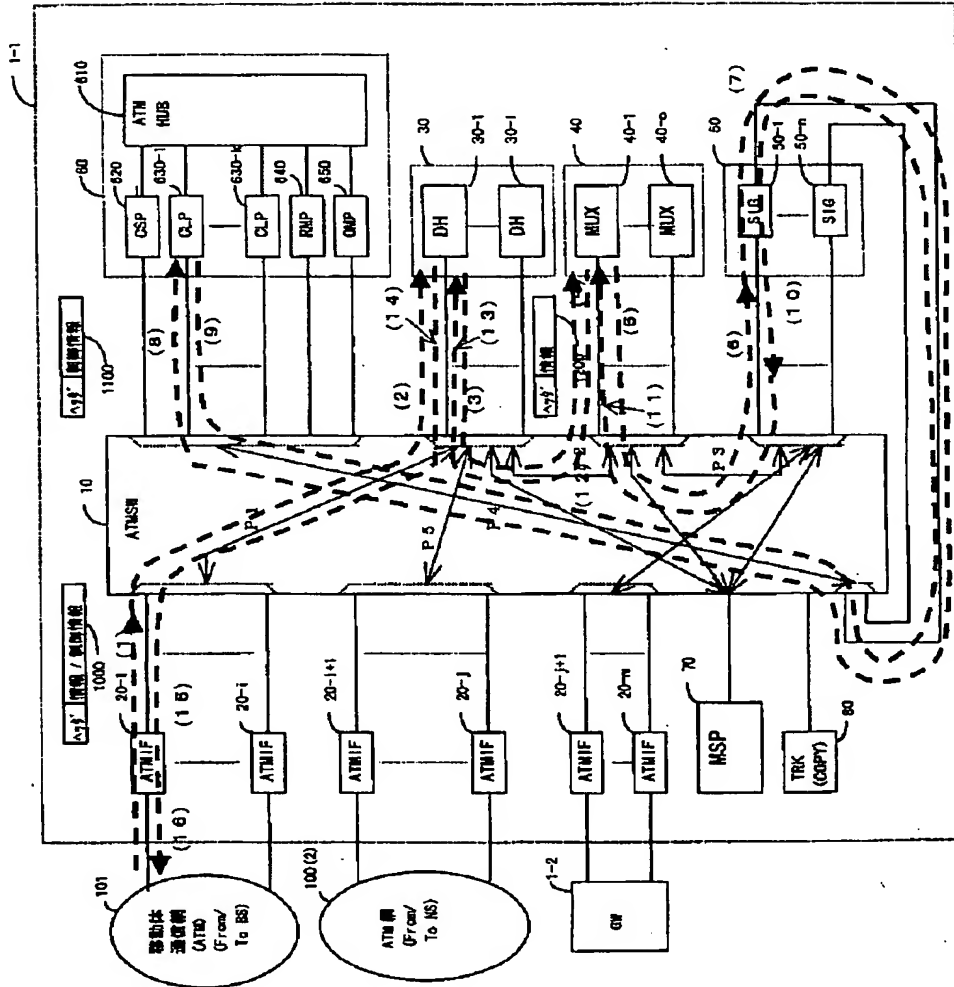 1-1
610
ATM
HUB
60
620
CSP
630-1
CLP
630-k
CLP
640
RMP
650
OMP
30
DH
30-1
DH
30-l
40
MUX
40-1
MUX
40-o
60
SIG
50-1
SIG
50-n
(7)
ヘッダ 制御情報
1100
(8)
(9)
(14)
(2)
(13)
(3)
ヘッダ 情報
1200
(6)
(11)
(6)
(10)
10
ATMSW
P1
P5
P4
(12)
P2
P3
ヘッダ 情報/制御情報
1000
20-1
(1)
ATMIF
(15)
20-i
ATMIF
20-i+1
ATMIF
20-j
ATMIF
20-j+1
ATMIF
20-m
ATMIF
70
MSP
80
TRK
(COPY)
(16)
101
移動体
通信網
(ATM)
(From/
To BS)
100(2)
ATM網
(From/
To NS)
1-2
GW